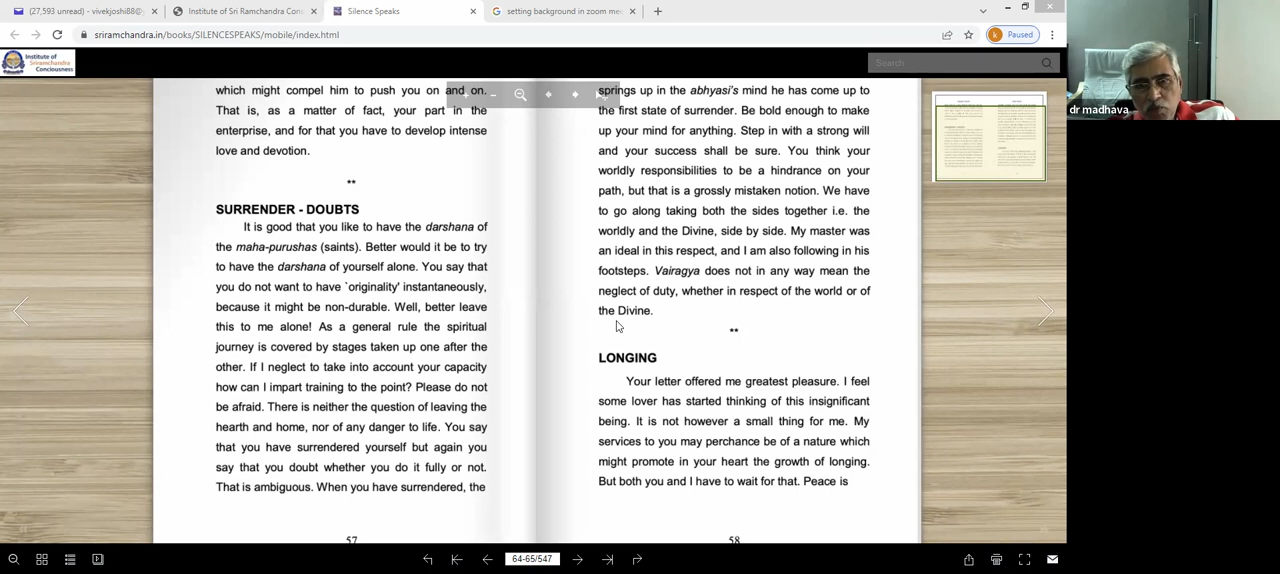 (27,593 unread) - vivekjoshi88@
Institute of Sri Ramchandra Con
Silence Speaks
setting background in zoom me
sriramchandra.in/books/SILENCESPEAKS/mobile/index.html
k
Paused
Institute of
Sriramchandra
Conciousness
Search
which might compel him to push you on and on.
That is, as a matter of fact, your part in the
enterprise, and for that you have to develop intense
love and devotion.
**
SURRENDER - DOUBTS
It is good that you like to have the darshana of
the maha-purushas (saints). Better would it be to try
to have the darshana of yourself alone. You say that
you do not want to have `originality' instantaneously,
because it might be non-durable. Well, better leave
this to me alone! As a general rule the spiritual
journey is covered by stages taken up one after the
other. If I neglect to take into account your capacity
how can I impart training to the point? Please do not
be afraid. There is neither the question of leaving the
hearth and home, nor of any danger to life. You say
that you have surrendered yourself but again you
say that you doubt whether you do it fully or not.
That is ambiguous. When you have surrendered, the
57
springs up in the abhyasi's mind he has come up to
the first state of surrender. Be bold enough to make
up your mind for anything. Step in with a strong will
and your success shall be sure. You think your
worldly responsibilities to be a hindrance on your
path, but that is a grossly mistaken notion. We have
to go along taking both the sides together i.e. the
worldly and the Divine, side by side. My master was
an ideal in this respect, and I am also following in his
footsteps. Vairagya does not in any way mean the
neglect of duty, whether in respect of the world or of
the Divine.
**
LONGING
Your letter offered me greatest pleasure. I feel
some lover has started thinking of this insignificant
being. It is not however a small thing for me. My
services to you may perchance be of a nature which
might promote in your heart the growth of longing.
But both you and I have to wait for that. Peace is
58
64-65/547
dr madhava